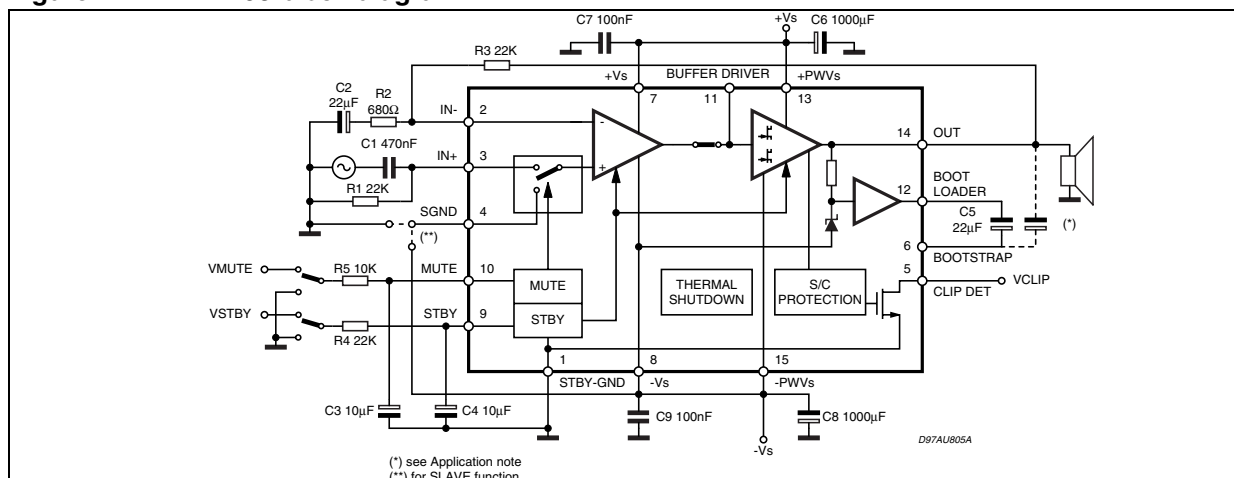 C7 100nF
+Vs
C6 1000µF
R3 22K
+Vs
BUFFER DRIVER
+PWVs
7
11
13
C2
22µF
R2
680Ω
IN-
2
-
14
OUT
C1 470nF
IN+
3
+
R1 22K
12
BOOT
LOADER
SGND
4
C5
22µF
(*)
(**)
6
BOOTSTRAP
VMUTE
R5 10K
MUTE
10
MUTE
THERMAL
SHUTDOWN
S/C
PROTECTION
5
VCLIP
CLIP DET
VSTBY
R4 22K
STBY
9
STBY
1
8
15
STBY-GND
-Vs
-PWVs
C3 10µF
C4 10µF
C9 100nF
C8 1000µF
-Vs
D97AU805A
(*) see Application note
(**) for SLAVE function